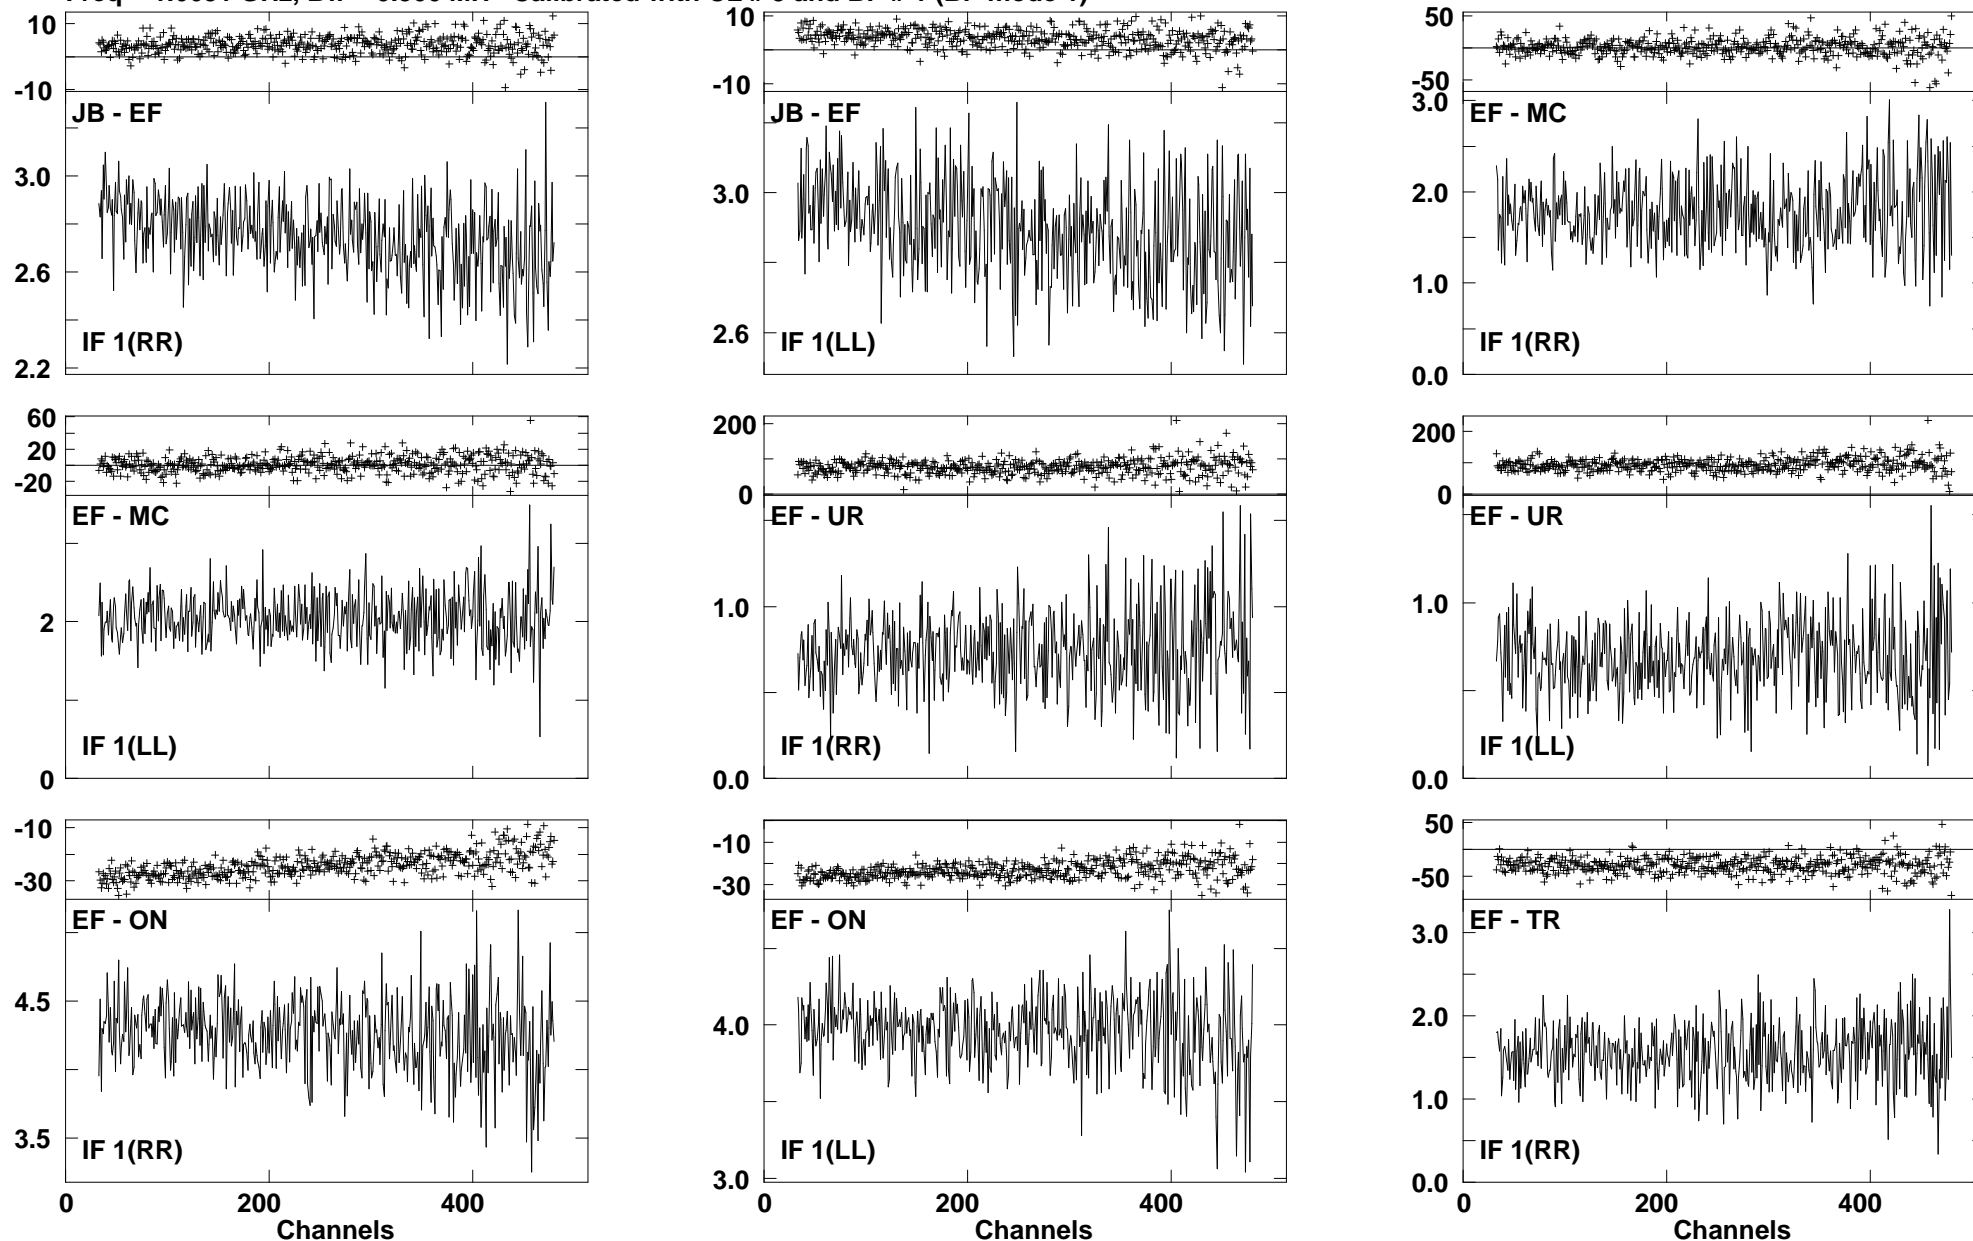 10 10 50
-10 -10 -50
JB - EF JB - EF 3.0 EF - MC
3.0 3.0 2.0
2.6 1.0
IF 1(RR) 2.6 IF 1(LL) IF 1(RR)
2.2 0.0
60 200 200
20
-20 0 0
EF - MC EF - UR EF - UR
2 1.0 1.0
IF 1(LL) IF 1(RR) IF 1(LL)
0 0.0 0.0
-10 -10 50
-30 -30 -50
EF - ON EF - ON EF - TR
3.0
4.5 4.0 2.0
1.0
3.5 IF 1(RR) IF 1(LL) IF 1(RR)
3.0 0.0
0 200 400 0 200 400 0 200 400
Channels Channels Channels